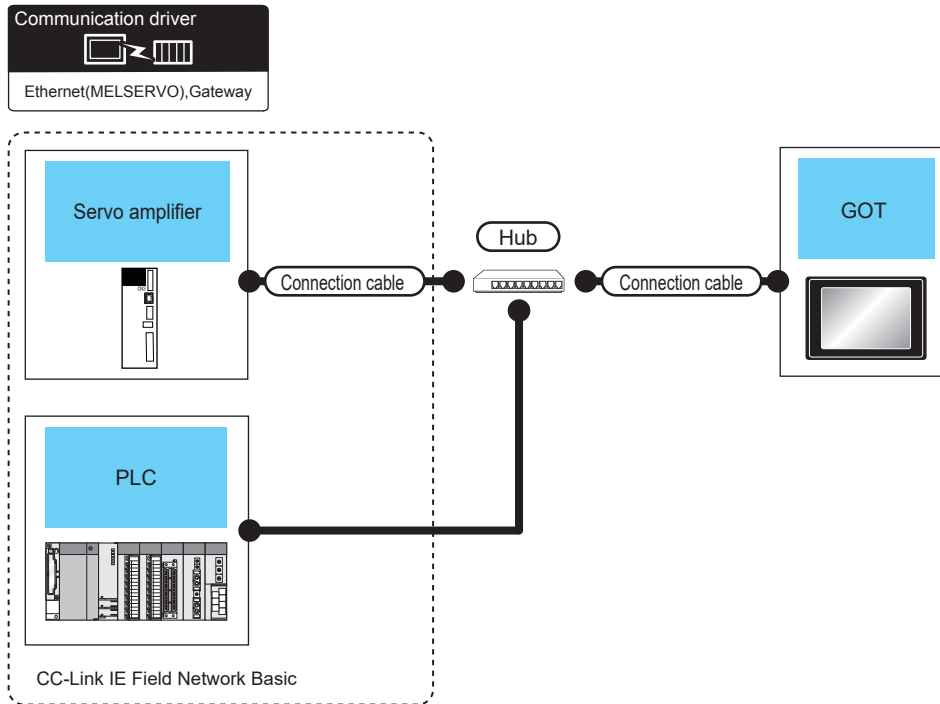 Communication driver
Ethernet(MELSERVO),Gateway
Servo amplifier
Connection cable
Hub
Connection cable
GOT
PLC
CC-Link IE Field Network Basic